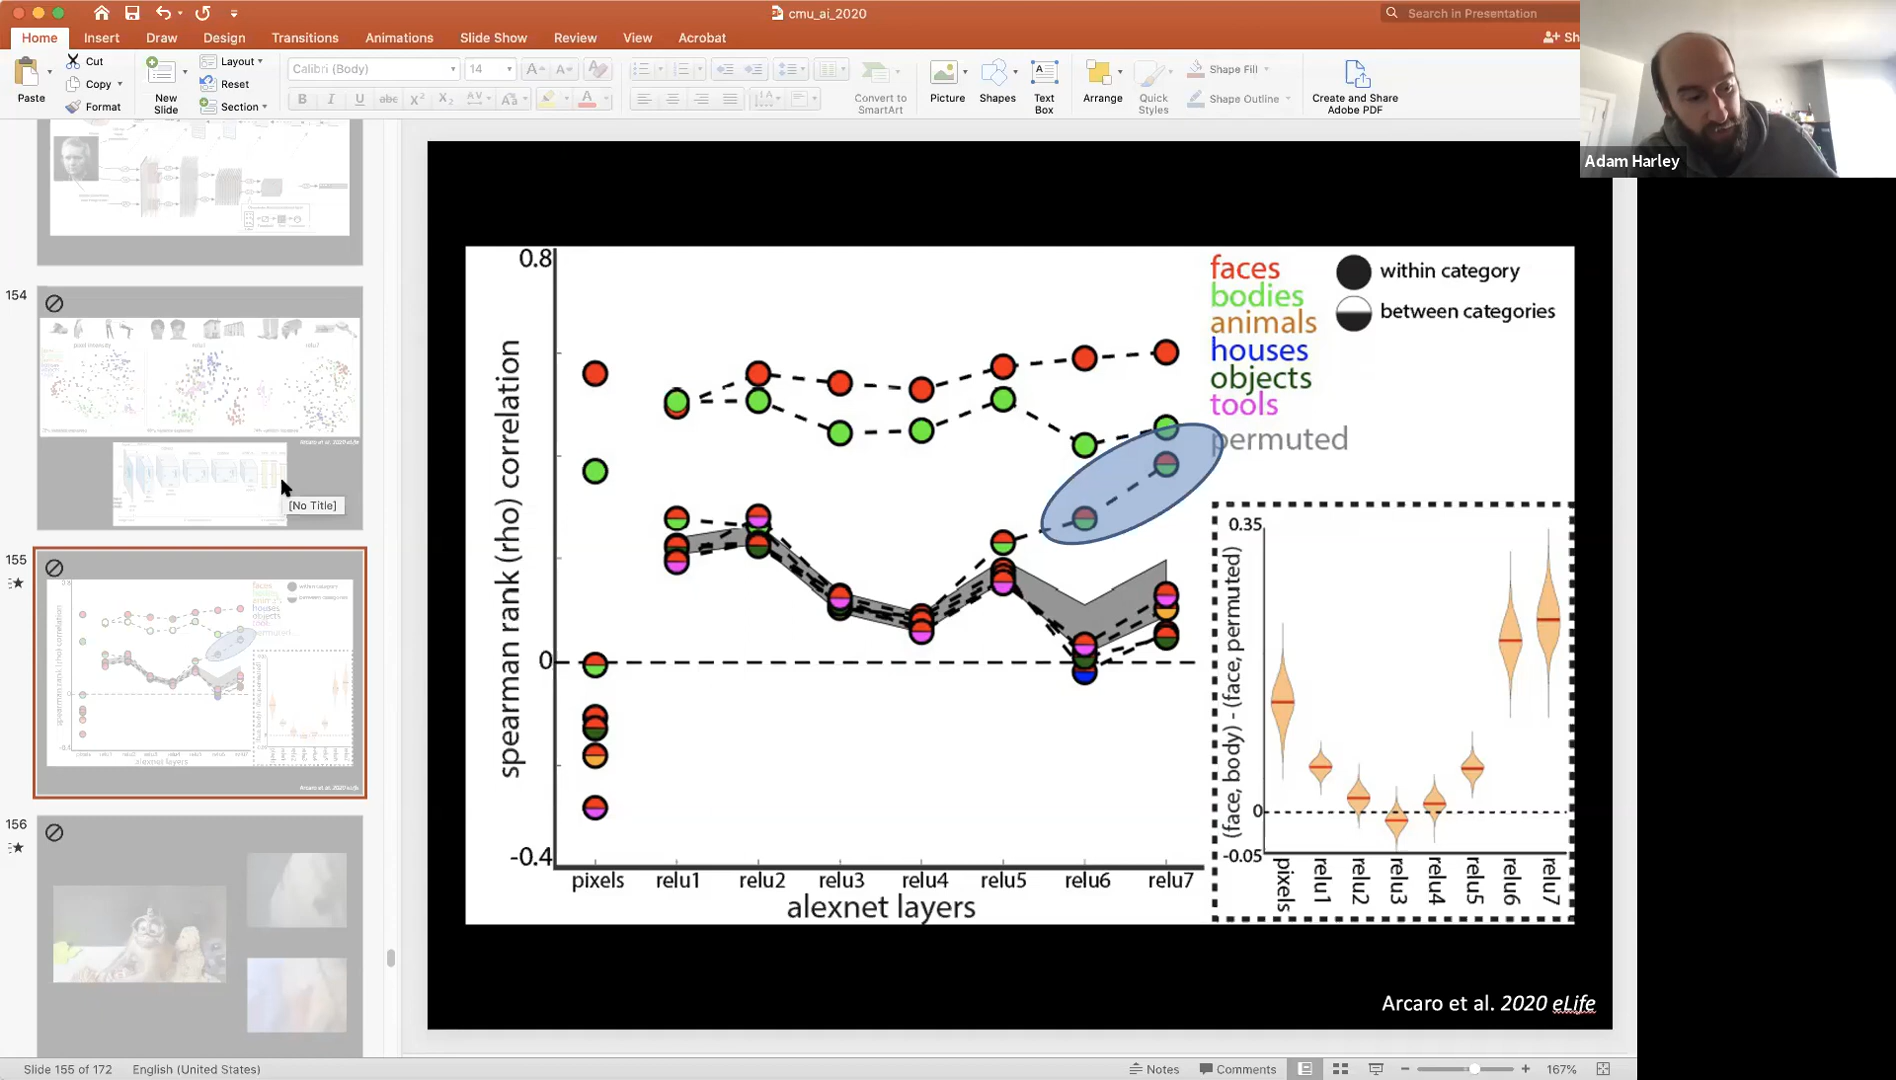 cmu_ai_2020
Search in Presentation
Home Insert Draw Design Transitions Animations Slide Show Review View Acrobat
Sh
Paste
Cut
Copy
Format
New Slide
Layout
Reset
Section
Calibri (Body) 14
Convert to SmartArt
Picture
Shapes
Text Box
Arrange
Quick Styles
Shape Fill
Shape Outline
Create and Share Adobe PDF
Adam Harley
154
[No Title]
155
156
0.8
0
-0.4
spearman rank (rho) correlation
pixels relu1 relu2 relu3 relu4 relu5 relu6 relu7
alexnet layers
faces
bodies
animals
houses
objects
tools
permuted
within category
between categories
0.35
0
-0.05
(face, body) - (face, permuted)
pixels relu1 relu2 relu3 relu4 relu5 relu6 relu7
Arcaro et al. 2020 eLife
Slide 155 of 172 English (United States)
Notes Comments 167%